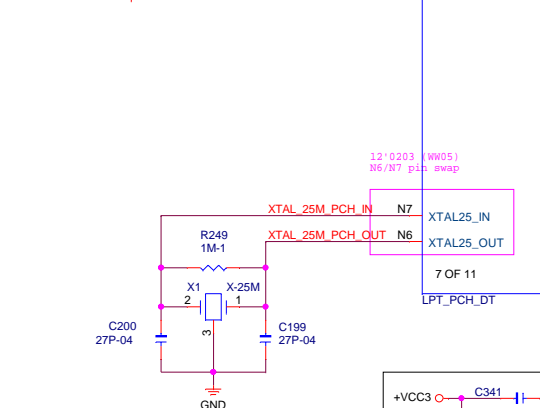 12'0203 (WW05)
N6/N7 pin swap
XTAL_25M_PCH_IN N7 XTAL25_IN
XTAL_25M_PCH_OUT N6 XTAL25_OUT
R249
1M-1
7 OF 11
X1 X-25M
2 1
LPT_PCH_DT
3
C200 C199
27P-04 27P-04
GND
+VCC3 C341